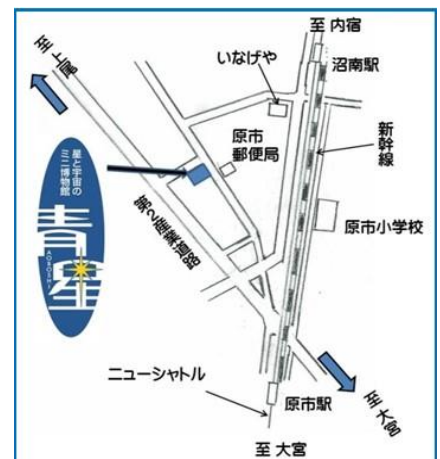 至 内宿
至 上尾
いなげや
沼南駅
新幹線
原市
郵便局
星と宇宙の
ミニ博物館
青星
AOBOSHI
第2産業道路
原市小学校
ニューシャトル
原市駅
至 大宮
至 大宮